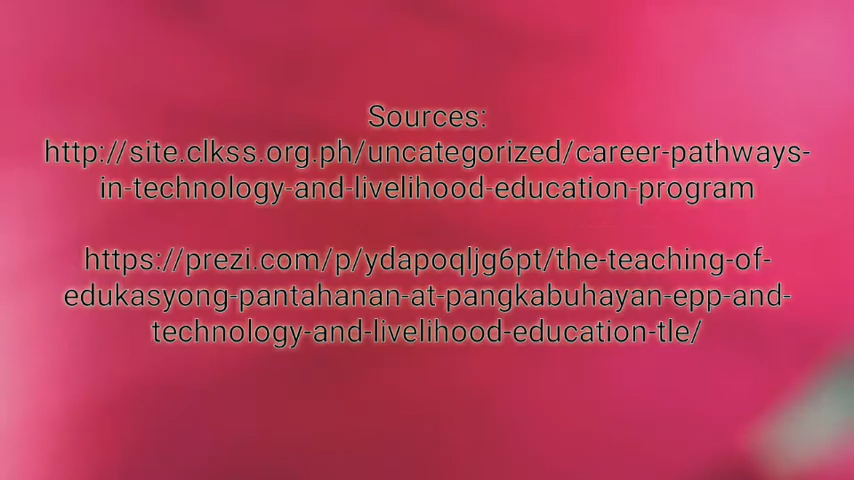 Sources:
http://site.clkss.org.ph/uncategorized/career-pathways-
in-technology-and-livelihood-education-program
https://prezi.com/p/ydapoqljg6pt/the-teaching-of-
edukasyong-pantahanan-at-pangkabuhayan-epp-and-
technology-and-livelihood-education-tle/